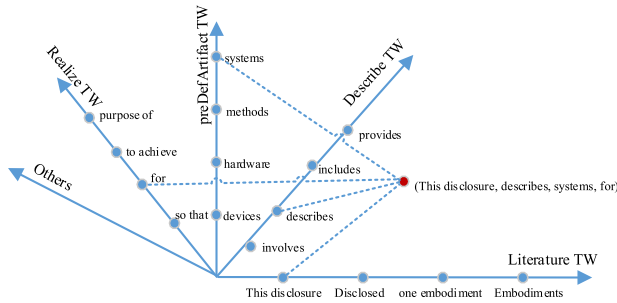 Realize TW
preDefArtifact TW
Describe TW
systems
purpose of
methods
provides
to achieve
hardware
includes
Others
for
(This disclosure, describes, systems, for)
so that
devices
describes
involves
Literature TW
This disclosure
Disclosed
one embodiment
Embodiments